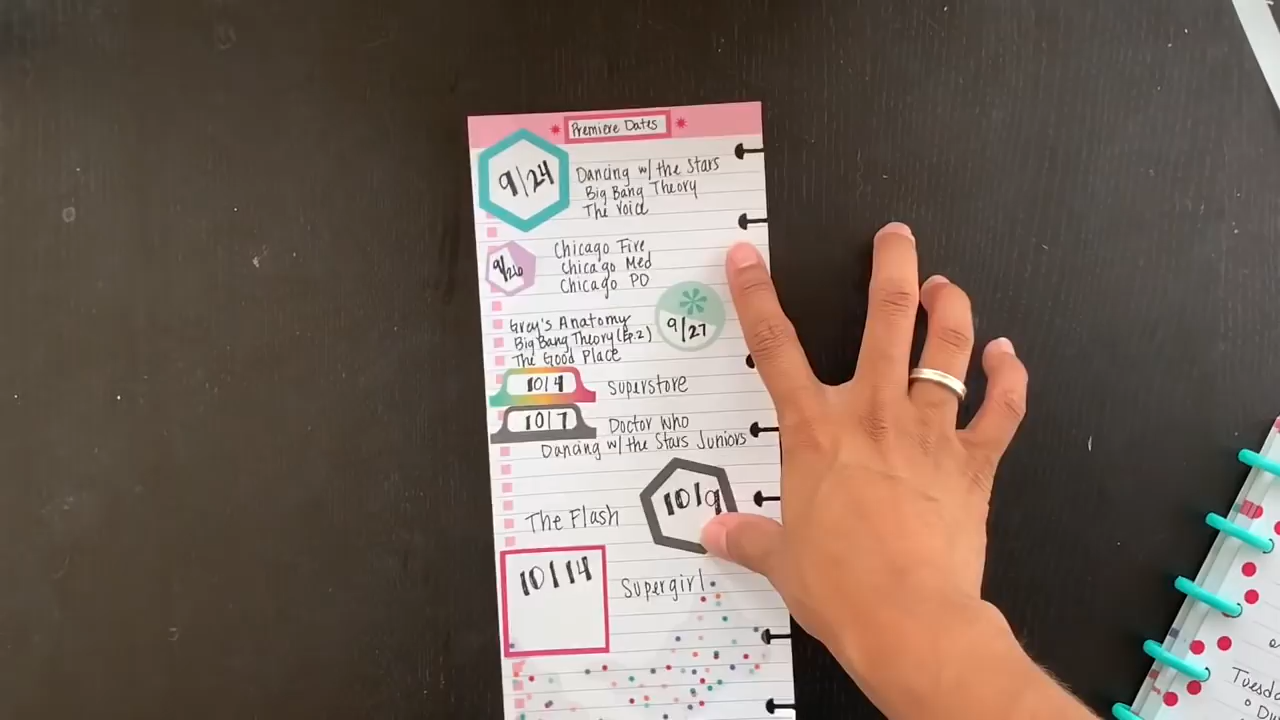 Premiere Dates
9/24
Dancing w/ the Stars
Big Bang Theory
The Voice
9/26
Chicago Fire
Chicago Med
Chicago PD
Grey's Anatomy
Big Bang Theory (Ep. 2)
The Good Place
9/27
10/4
Superstore
10/7
Doctor Who
Dancing w/ the Stars Juniors
10/9
The Flash
10/14
Supergirl